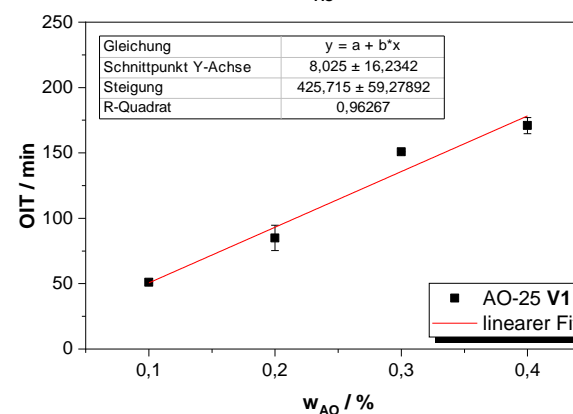 250
200
150
100
50
0
OIT / min
Gleichung y = a + b*x
Schnittpunkt Y-Achse 8,025 ± 16,2342
Steigung 425,715 ± 59,27892
R-Quadrat 0,96267
AO-25 V1
linearer Fi
0,1 0,2 0,3 0,4
wAO / %